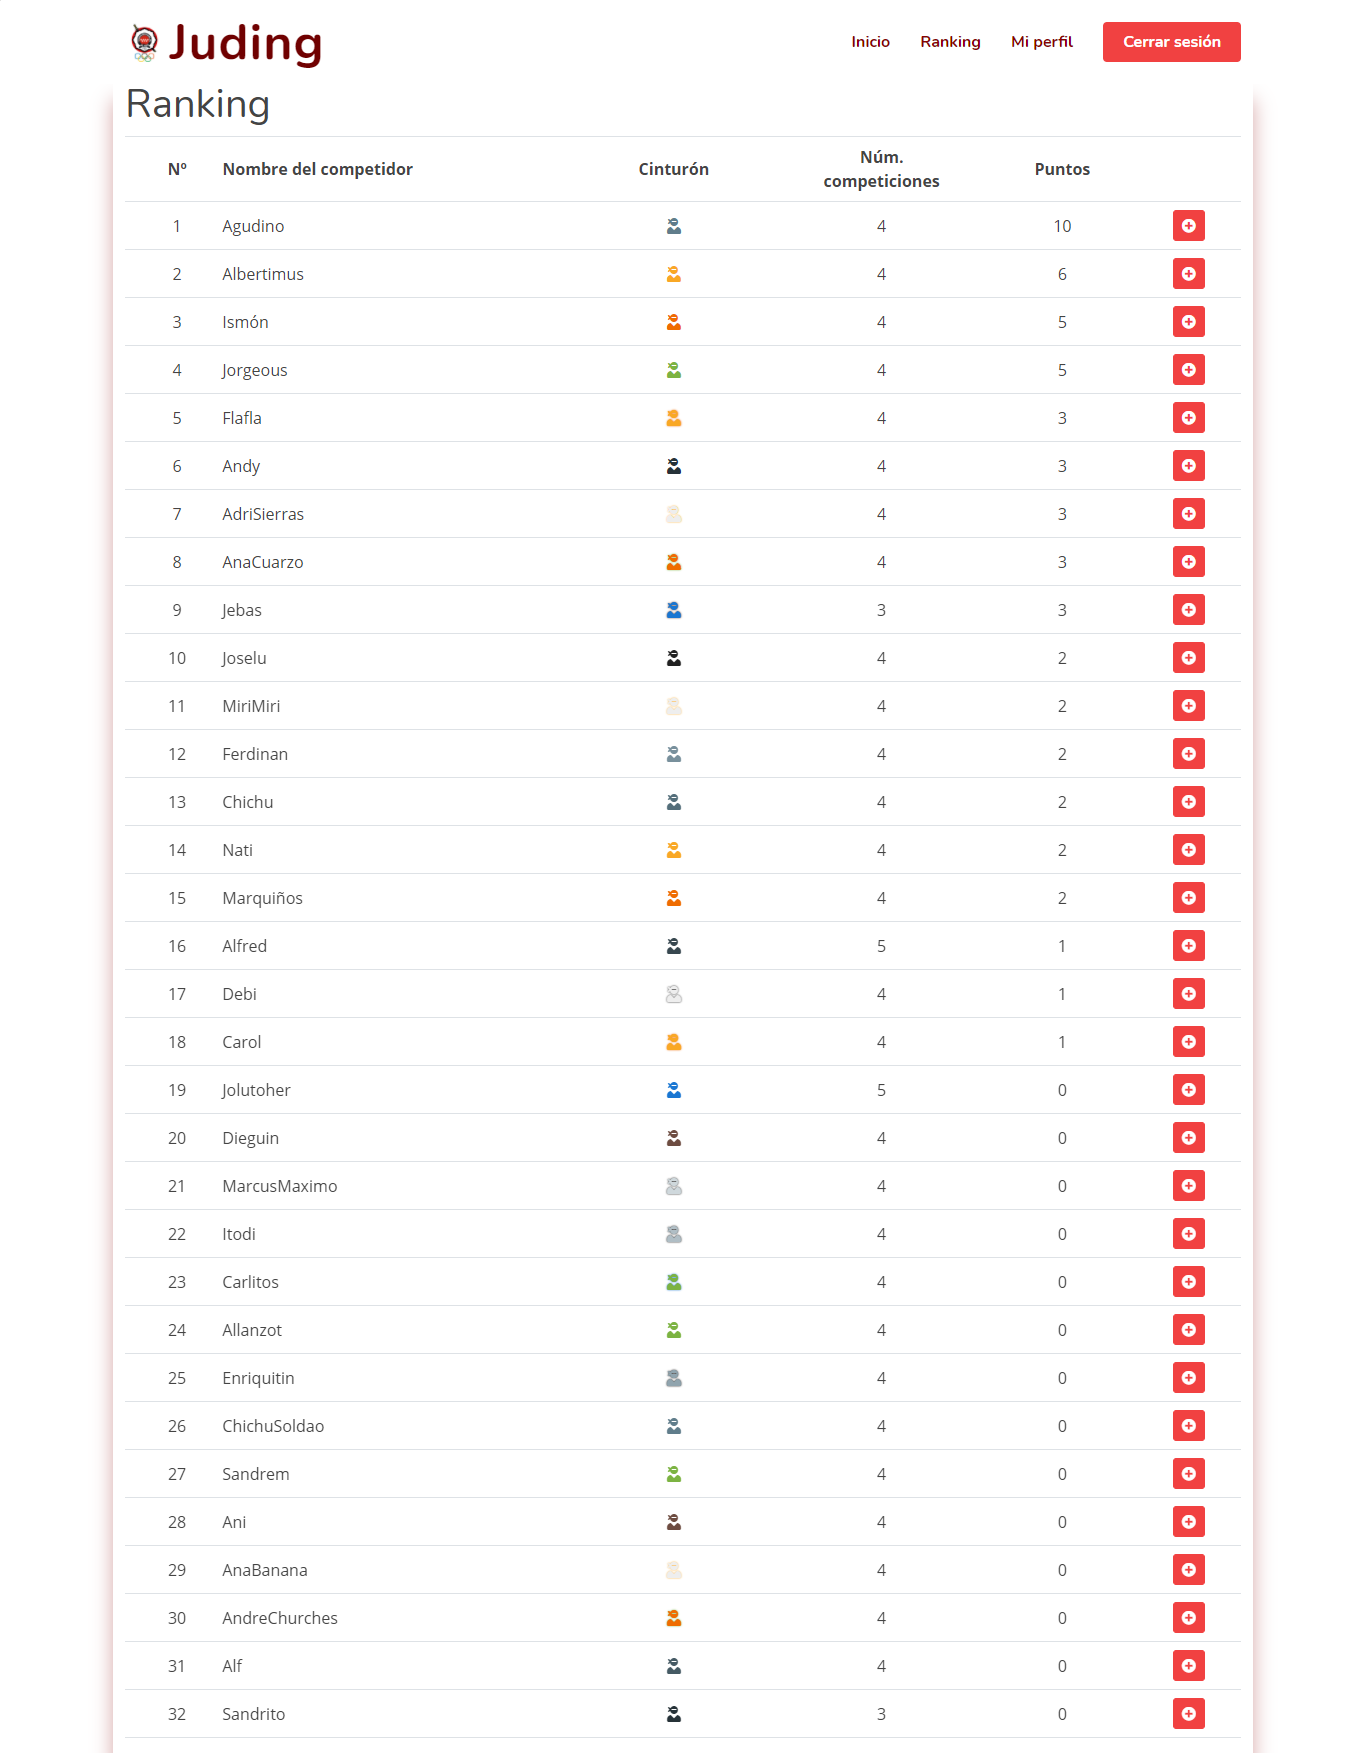 Juding
Inicio Ranking Mi perfil Cerrar sesión
Ranking
Nº Nombre del competidor Cinturón Núm. competiciones Puntos
1 Agudino 4 10
2 Albertimus 4 6
3 Ismón 4 5
4 Jorgeous 4 5
5 Flafla 4 3
6 Andy 4 3
7 AdriSierras 4 3
8 AnaCuarzo 4 3
9 Jebas 3 3
10 Joselu 4 2
11 MiriMiri 4 2
12 Ferdinan 4 2
13 Chichu 4 2
14 Nati 4 2
15 Marquiños 4 2
16 Alfred 5 1
17 Debi 4 1
18 Carol 4 1
19 Jolutoher 5 0
20 Dieguin 4 0
21 MarcusMaximo 4 0
22 Itodi 4 0
23 Carlitos 4 0
24 Allanzot 4 0
25 Enriquitin 4 0
26 ChichuSoldao 4 0
27 Sandrem 4 0
28 Ani 4 0
29 AnaBanana 4 0
30 AndreChurches 4 0
31 Alf 4 0
32 Sandrito 3 0